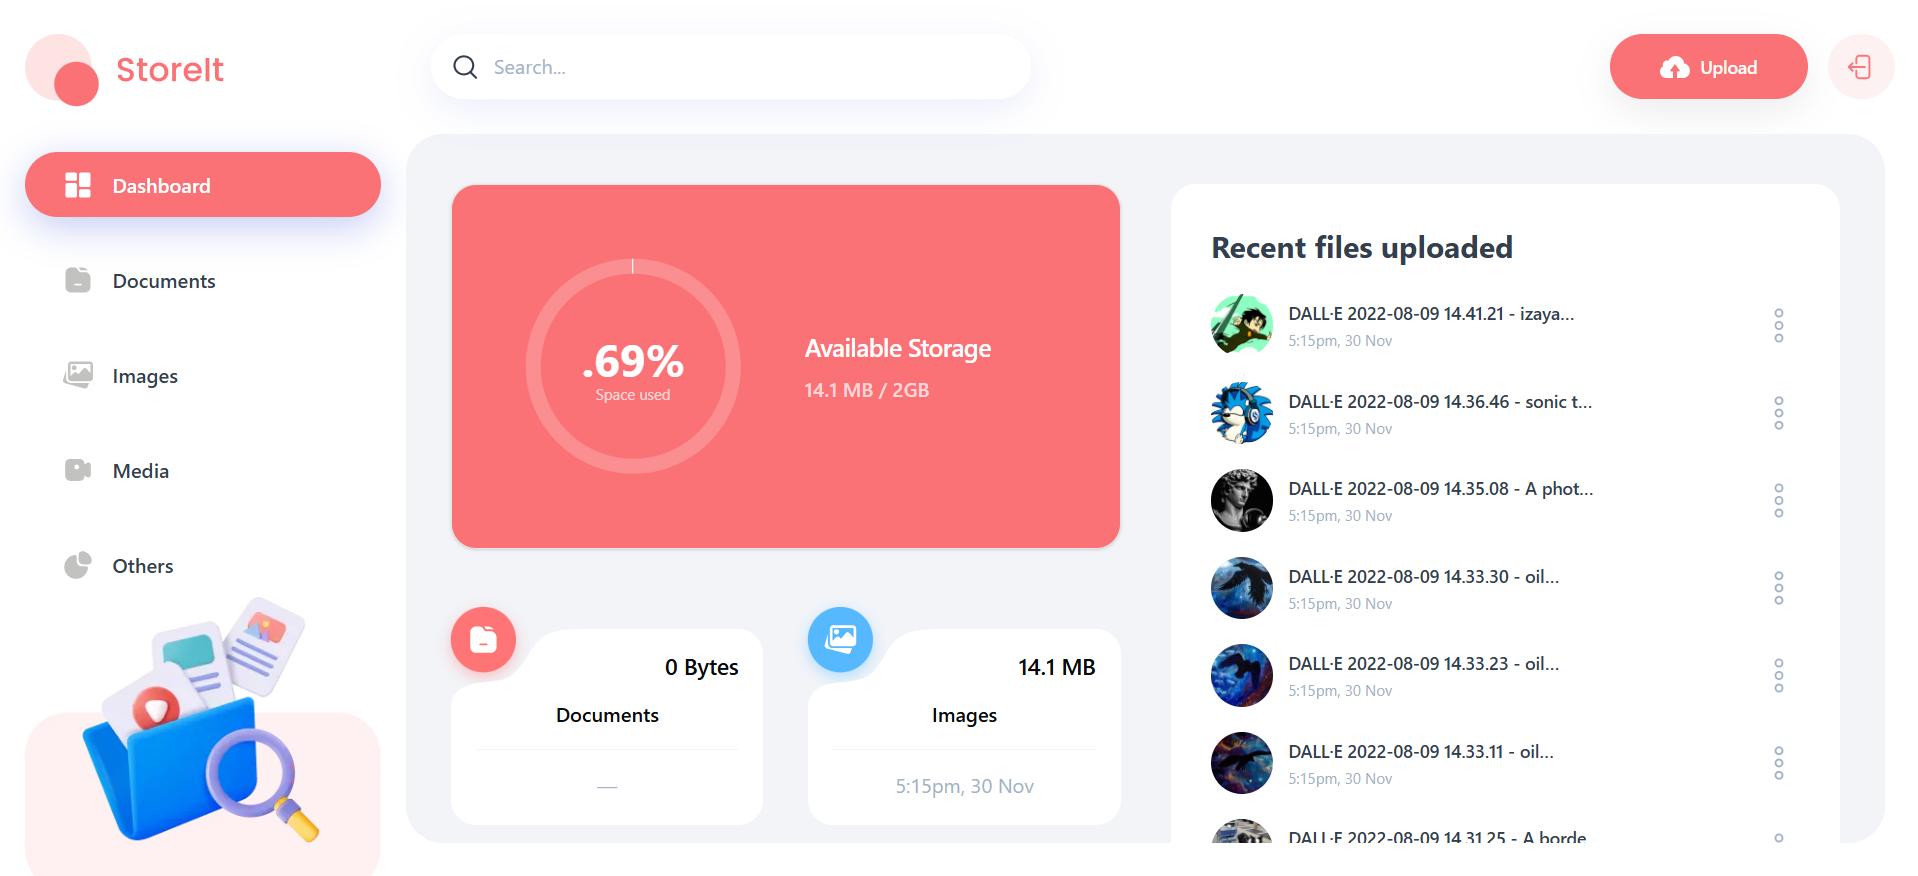 StoreIt
Search...
Upload
Dashboard
Documents
Images
Media
Others
.69%
Space used
Available Storage
14.1 MB / 2GB
0 Bytes
Documents
—
14.1 MB
Images
5:15pm, 30 Nov
Recent files uploaded
DALL·E 2022-08-09 14.41.21 - izaya...
5:15pm, 30 Nov
DALL·E 2022-08-09 14.36.46 - sonic t...
5:15pm, 30 Nov
DALL·E 2022-08-09 14.35.08 - A phot...
5:15pm, 30 Nov
DALL·E 2022-08-09 14.33.30 - oil...
5:15pm, 30 Nov
DALL·E 2022-08-09 14.33.23 - oil...
5:15pm, 30 Nov
DALL·E 2022-08-09 14.33.11 - oil...
5:15pm, 30 Nov
DALL·E 2022-08-09 14.31.25 - A borde